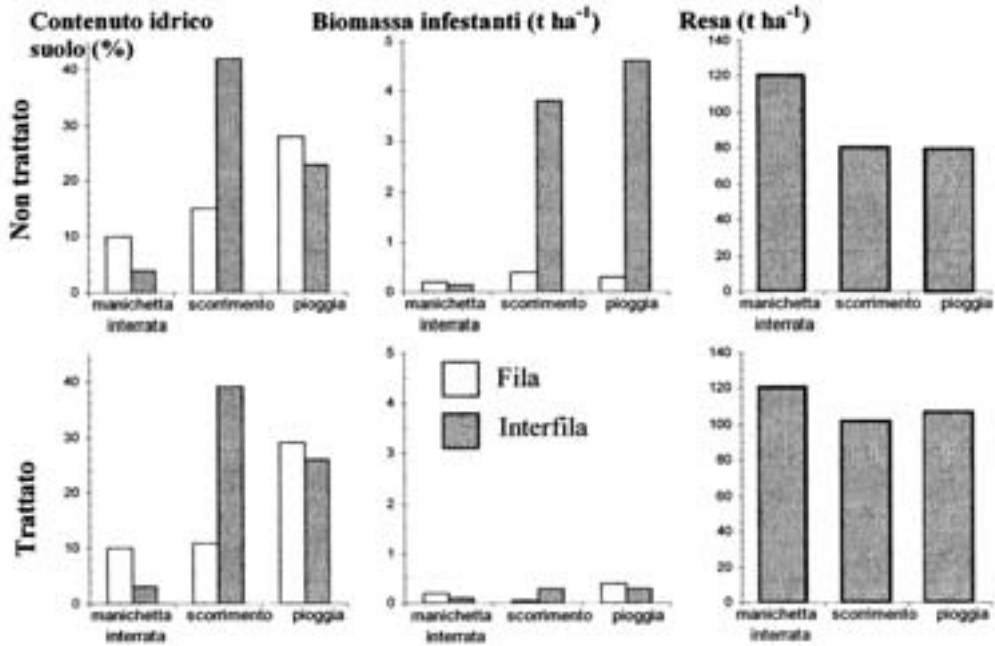 Contenuto idrico
suolo (%)
Biomassa infestanti (t ha-1)
Resa (t ha-1)
Non trattato
40
30
20
10
0
manichetta
interrata
scorrimento
pioggia
5
4
3
2
1
0
manichetta
interrata
scorrimento
pioggia
140
120
100
80
60
40
20
0
manichetta
interrata
scorrimento
pioggia
Trattato
40
30
20
10
0
manichetta
interrata
scorrimento
pioggia
5
4
3
2
1
0
Fila
Interfila
manichetta
interrata
scorrimento
pioggia
140
120
100
80
60
40
20
0
manichetta
interrata
scorrimento
pioggia